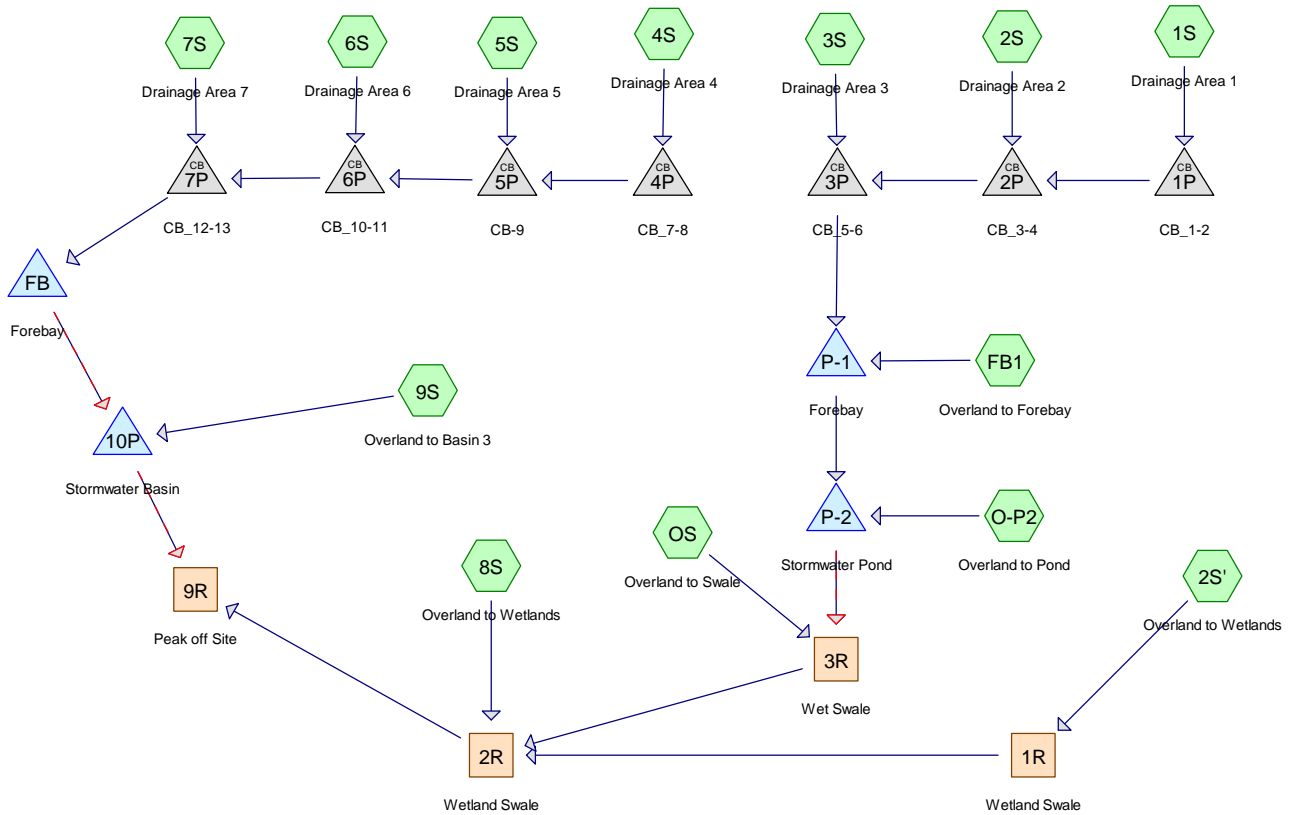 7S
6S
5S
4S
3S
2S
1S
Drainage Area 7
Drainage Area 6
Drainage Area 5
Drainage Area 4
Drainage Area 3
Drainage Area 2
Drainage Area 1
CB
7P
CB
6P
CB
5P
CB
4P
CB
3P
CB
2P
CB
1P
CB_12-13
CB_10-11
CB-9
CB_7-8
CB_5-6
CB_3-4
CB_1-2
FB
Forebay
P-1
FB1
Forebay
Overland to Forebay
9S
Overland to Basin 3
10P
Stormwater Basin
P-2
O-P2
Stormwater Pond
Overland to Pond
OS
Overland to Swale
8S
Overland to Wetlands
2S'
Overland to Wetlands
9R
Peak off Site
3R
Wet Swale
2R
Wetland Swale
1R
Wetland Swale